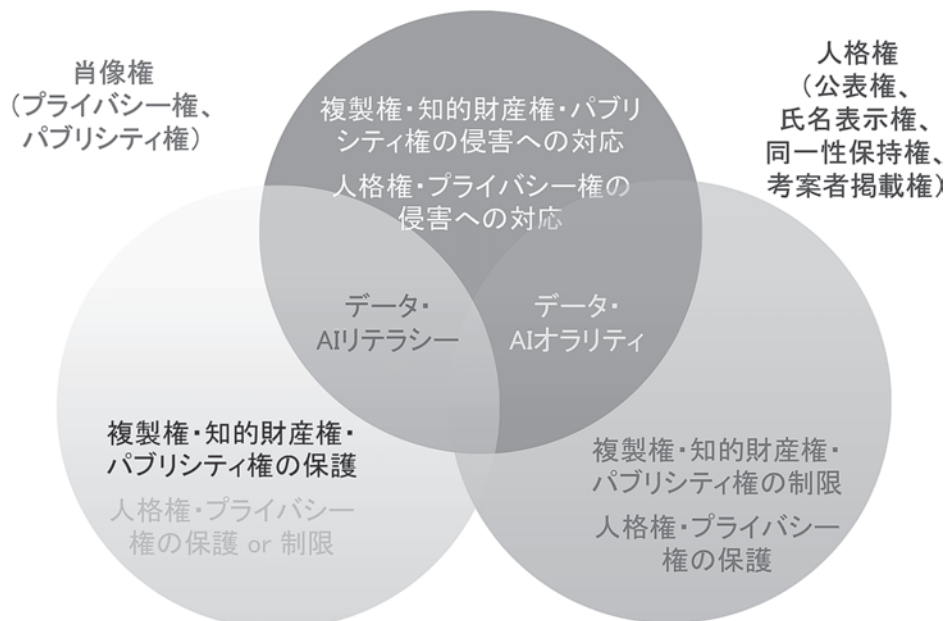 肖像権
（プライバシー権、
パブリシティ権）
人格権
（公表権、
氏名表示権、
同一性保持権、
考案者掲載権）
複製権・知的財産権・パブリ
シティ権の侵害への対応
人格権・プライバシー権の
侵害への対応
データ・
AIリテラシー
データ・
AIオラリティ
複製権・知的財産権・
パブリシティ権の保護
人格権・プライバシー
権の保護 or 制限
複製権・知的財産権・
パブリシティ権の制限
人格権・プライバシー
権の保護